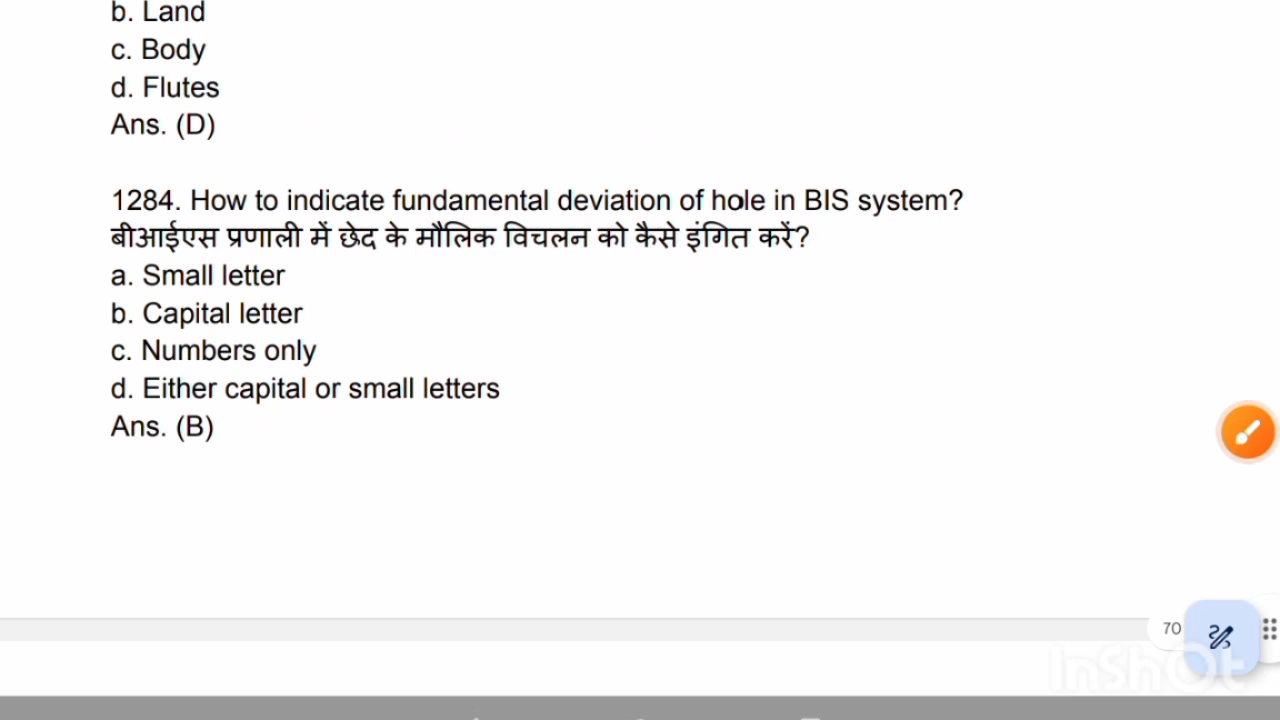 b. Land
c. Body
d. Flutes
Ans. (D)
1284. How to indicate fundamental deviation of hole in BIS system?
बीआईएस प्रणाली में छेद के मौलिक विचलन को कैसे इंगित करें?
a. Small letter
b. Capital letter
c. Numbers only
d. Either capital or small letters
Ans. (B)
70
InShOt